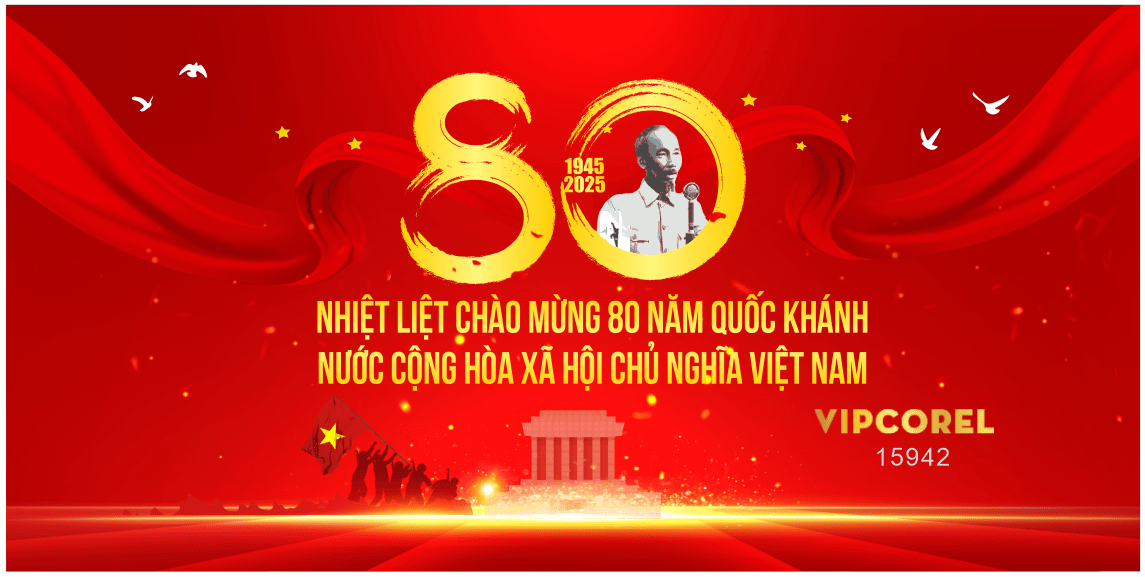 80
1945
2025
NHIỆT LIỆT CHÀO MỪNG 80 NĂM QUỐC KHÁNH
NƯỚC CỘNG HÒA XÃ HỘI CHỦ NGHĨA VIỆT NAM
VIPCOREL
15942